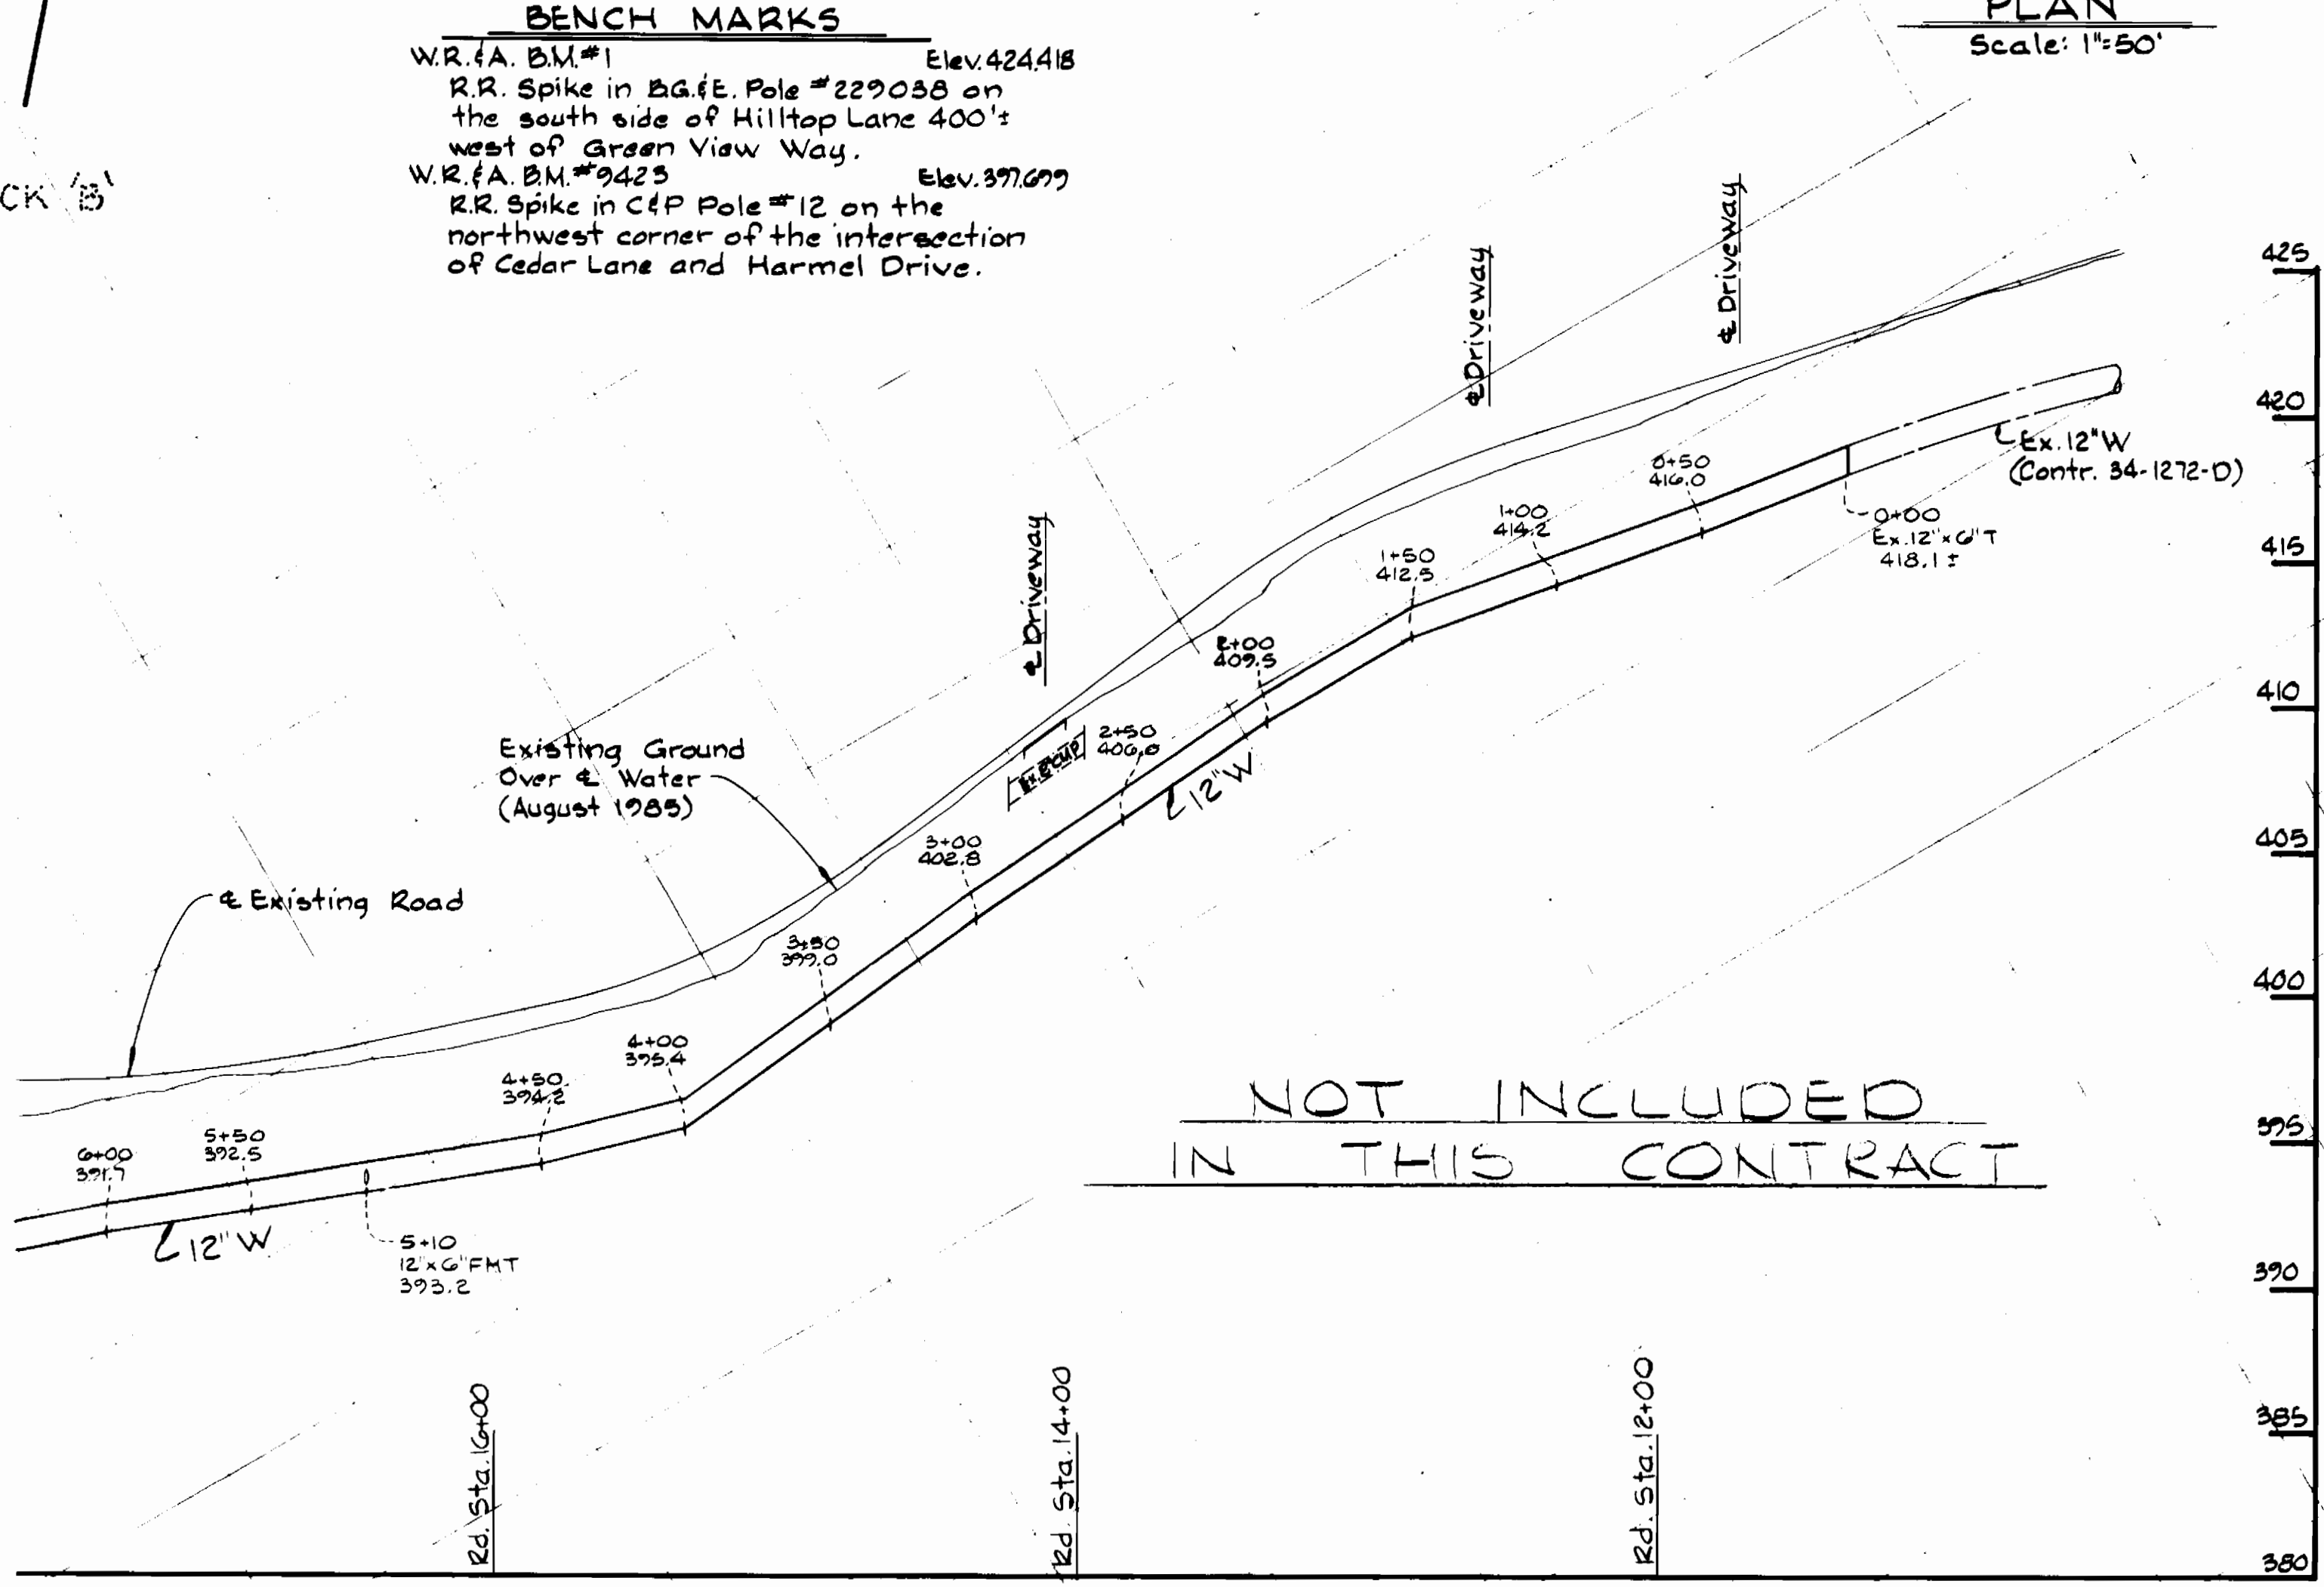 BENCH MARKS
W.R.&A. B.M.#1 Elev. 424.418
R.R. Spike in B.G.&E. Pole #229038 on
the south side of Hilltop Lane 400'±
west of Green View Way.
W.R.&A. B.M.#9423 Elev. 397.699
R.R. Spike in C&P Pole #12 on the
northwest corner of the intersection
of Cedar Lane and Harmel Drive.
PLAN
Scale: 1"=50'
CK 'B'
℄ Driveway
℄ Driveway
℄ Driveway
425
420
415
410
405
400
395
390
385
380
Ex. 12" W
(Contr. 34-1272-D)
0+00
Ex. 12"x6" T
418.1 ±
0+50
416.0
1+00
414.2
1+50
412.5
2+00
409.5
2+50
406.0
12" W
3+00
402.8
3+50
399.0
4+00
395.4
4+50
394.2
5+10
12"x6" FMT
393.2
5+50
392.5
6+00
391.7
12" W
Existing Ground
Over ℄ Water
(August 1985)
℄ Existing Road
NOT INCLUDED
IN THIS CONTRACT
Rd. Sta. 16+00
Rd. Sta. 14+00
Rd. Sta. 12+00